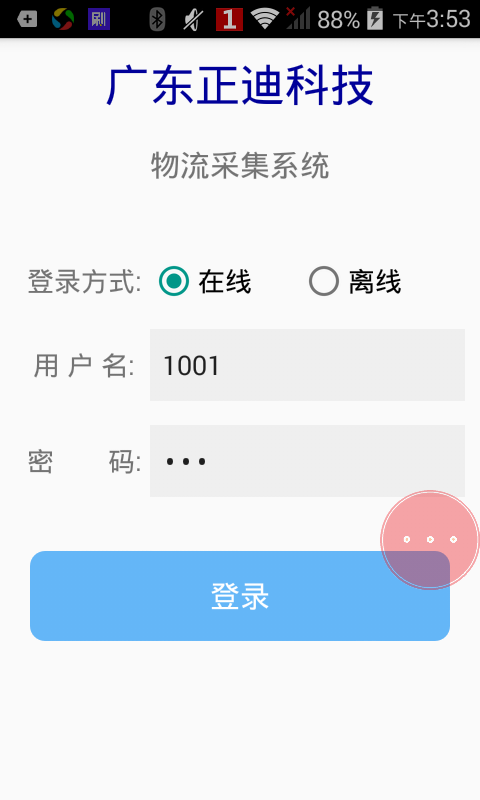 刷 1 88% 下午3:53
广东正迪科技
物流采集系统
登录方式: 在线 离线
用 户 名: 1001
密 码: •••
登录